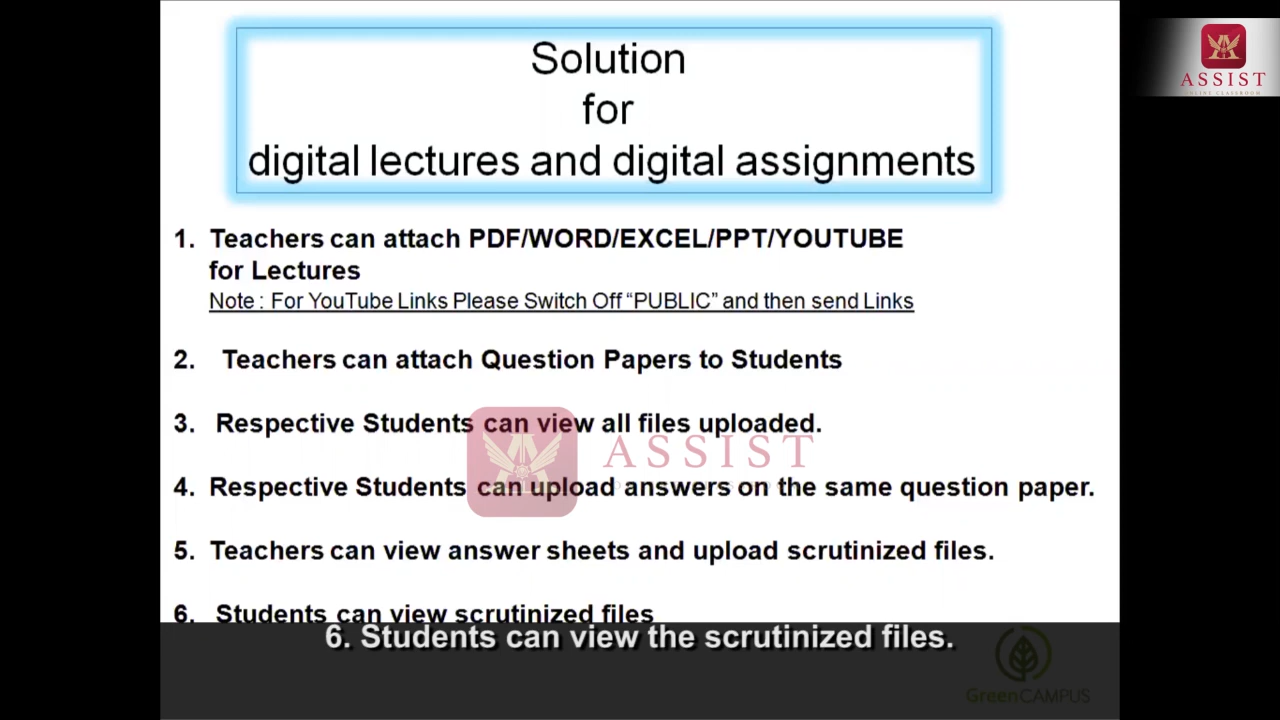 ASSIST
ONLINE CLASSROOM
Solution
for
digital lectures and digital assignments
1. Teachers can attach PDF/WORD/EXCEL/PPT/YOUTUBE
for Lectures
Note : For YouTube Links Please Switch Off “PUBLIC” and then send Links
2. Teachers can attach Question Papers to Students
3. Respective Students can view all files uploaded.
ASSIST
4. Respective Students can upload answers on the same question paper.
5. Teachers can view answer sheets and upload scrutinized files.
6. Students can view scrutinized files
6. Students can view the scrutinized files.
GreenCAMPUS